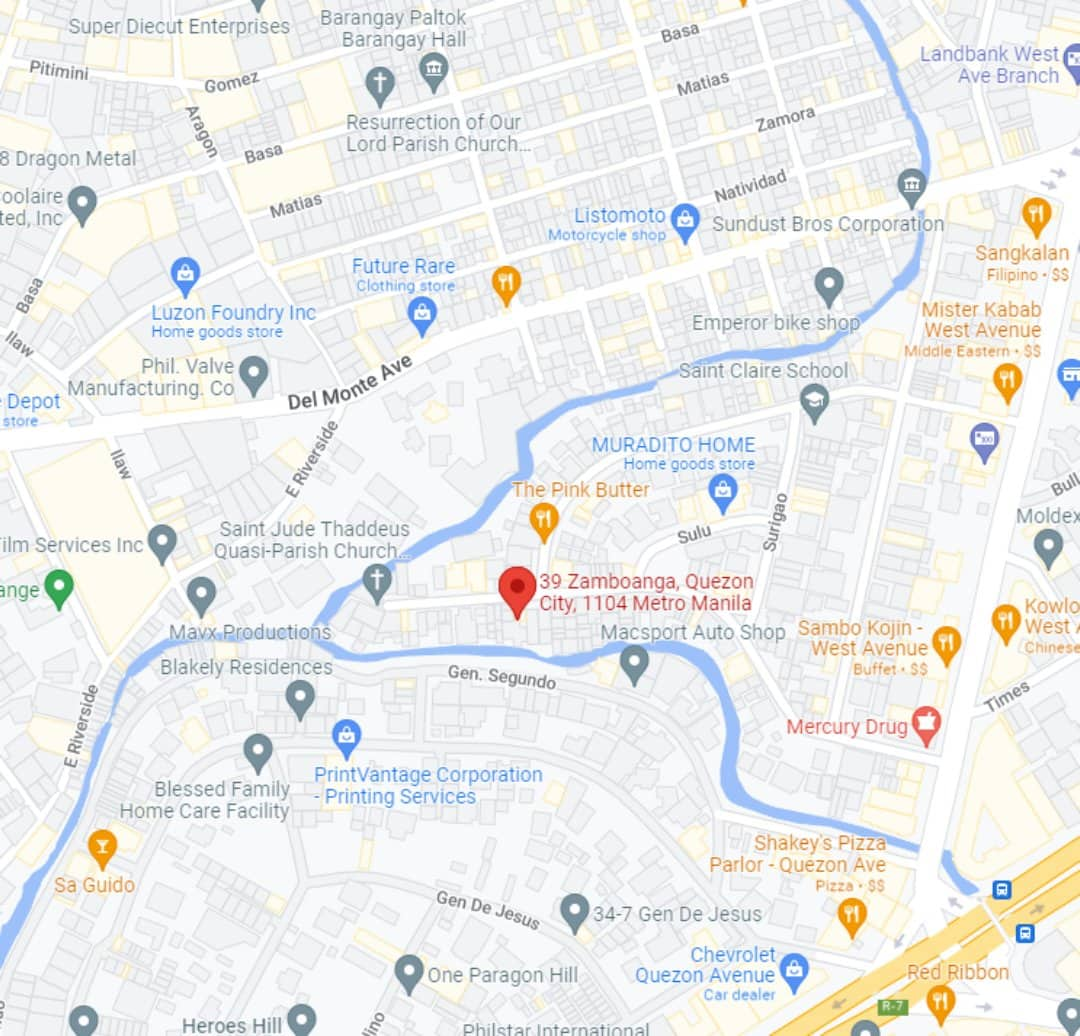 Super Diecut Enterprises
Barangay Paltok
Barangay Hall
Basa
Landbank West
Ave Branch
Pitimini
Gomez
Matias
Aragon
Resurrection of Our
Lord Parish Church...
Zamora
8 Dragon Metal
Basa
Coolaire
ted, Inc
Matias
Natividad
Listomoto
Motorcycle shop
Sundust Bros Corporation
Sangkalan
Filipino • $$
Future Rare
Clothing store
Basa
Luzon Foundry Inc
Home goods store
Emperor bike shop
Mister Kabab
West Avenue
Middle Eastern • $$
Ilaw
Phil. Valve
Manufacturing. Co
Del Monte Ave
Saint Claire School
e Depot
store
E Riverside
Ilaw
MURADITO HOME
Home goods store
The Pink Butter
Bull
Saint Jude Thaddeus
Quasi-Parish Church...
Sulu
Surigao
Moldex
Film Services Inc
ange
39 Zamboanga, Quezon
City, 1104 Metro Manila
Mavx Productions
Macsport Auto Shop
Sambo Kojin -
West Avenue
Buffet • $$
Kowlo
West A
Chinese
Blakely Residences
Gen. Segundo
Times
E Riverside
Mercury Drug
PrintVantage Corporation
- Printing Services
Blessed Family
Home Care Facility
Shakey's Pizza
Parlor - Quezon Ave
Pizza • $$
Sa Guido
Gen De Jesus
34-7 Gen De Jesus
Chevrolet
Quezon Avenue
Car dealer
One Paragon Hill
Red Ribbon
R-7
Heroes Hill
lino
Philstar International